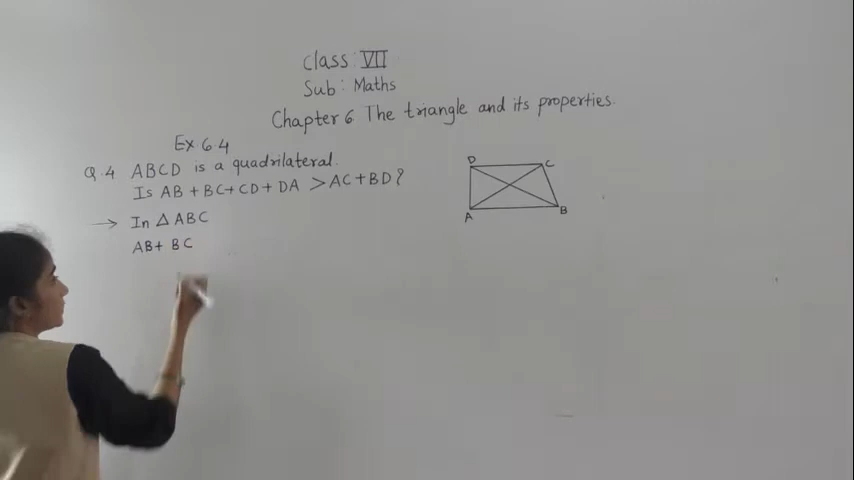 Class : VII
Sub : Maths
Chapter 6 The triangle and its properties.
Ex 6.4
Q.4 ABCD is a quadrilateral.
Is AB + BC + CD + DA > AC + BD?
→ In △ ABC
AB + BC
D C
A B